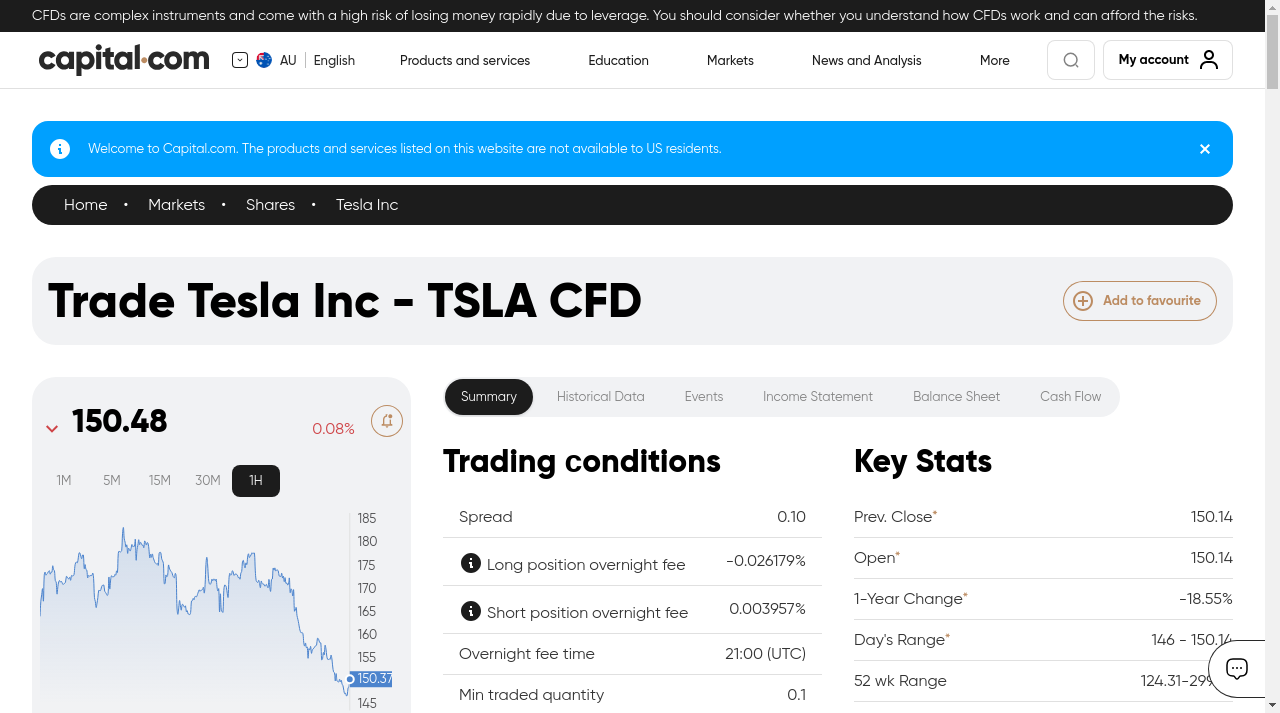 CFDs are complex instruments and come with a high risk of losing money rapidly due to leverage. You should consider whether you understand how CFDs work and can afford the risks.
capital.com AU English Products and services Education Markets News and Analysis More My account
Welcome to Capital.com. The products and services listed on this website are not available to US residents.
Home • Markets • Shares • Tesla Inc
Trade Tesla Inc - TSLA CFD
Add to favourite
150.48 0.08%
1M 5M 15M 30M 1H
185
180
175
170
165
160
155
150.37
145
Summary Historical Data Events Income Statement Balance Sheet Cash Flow
Trading conditions
Spread 0.10
Long position overnight fee -0.026179%
Short position overnight fee 0.003957%
Overnight fee time 21:00 (UTC)
Min traded quantity 0.1
Key Stats
Prev. Close* 150.14
Open* 150.14
1-Year Change* -18.55%
Day's Range* 146 - 150.14
52 wk Range